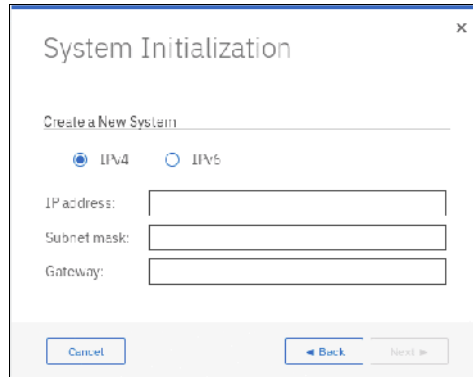 System Initialization
Create a New System
IPv4 IPv6
IP address:
Subnet mask:
Gateway:
Cancel ◄ Back Next ►